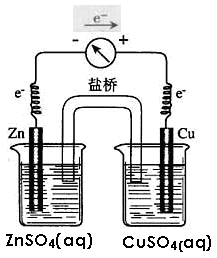 e⁻
- +
盐桥
e⁻ e⁻
Zn Cu
ZnSO4(aq) CuSO4(aq)